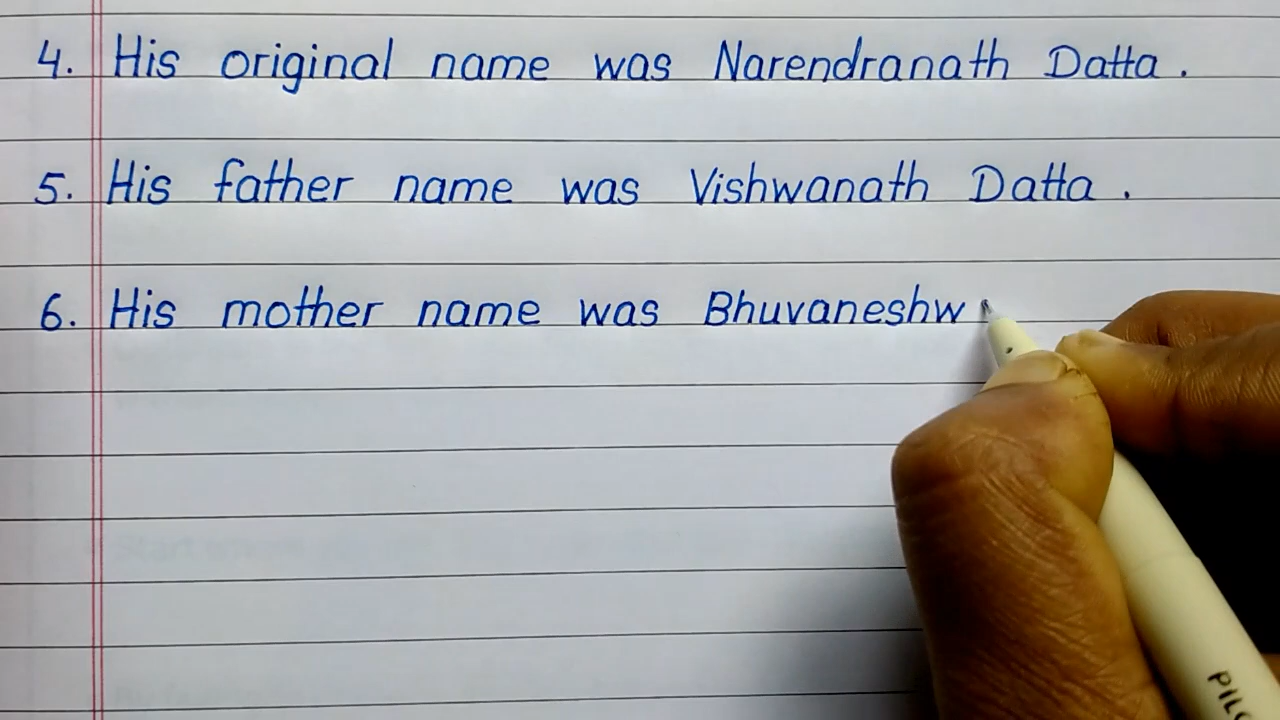 4. His original name was Narendranath Datta.
5. His father name was Vishwanath Datta.
6. His mother name was Bhuvaneshw
PIL